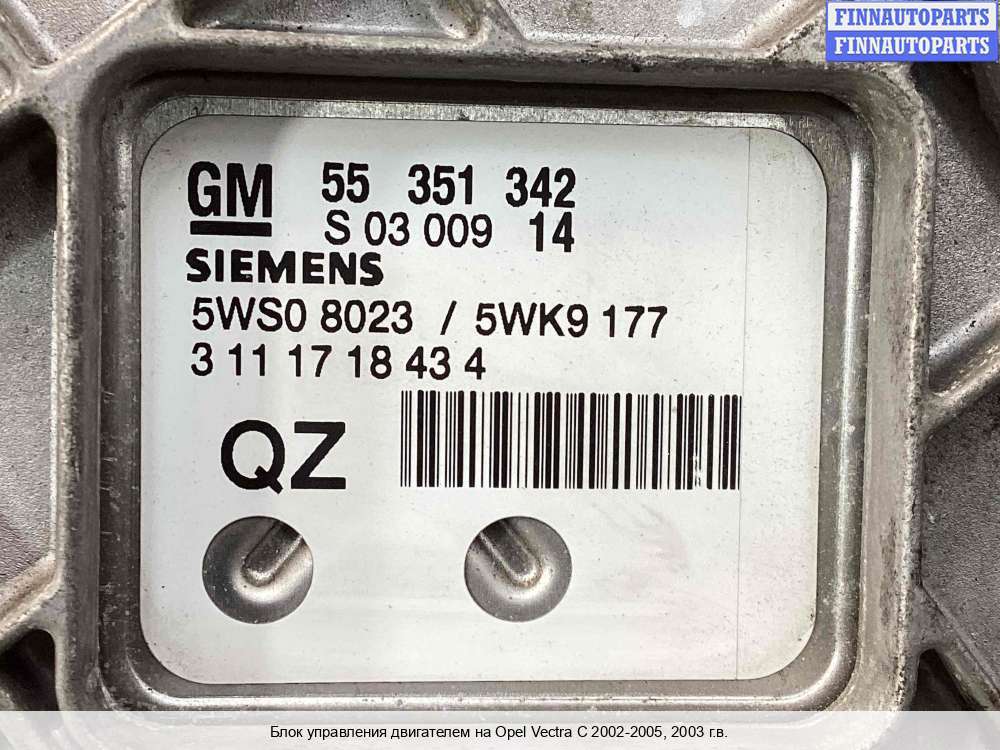 FINNAUTOPARTS
FINNAUTOPARTS
GM 55 351 342
S 03 009 14
SIEMENS
5WS0 8023 / 5WK9 177
3 11 17 18 43 4
QZ
Блок управления двигателем на Opel Vectra C 2002-2005, 2003 г.в.